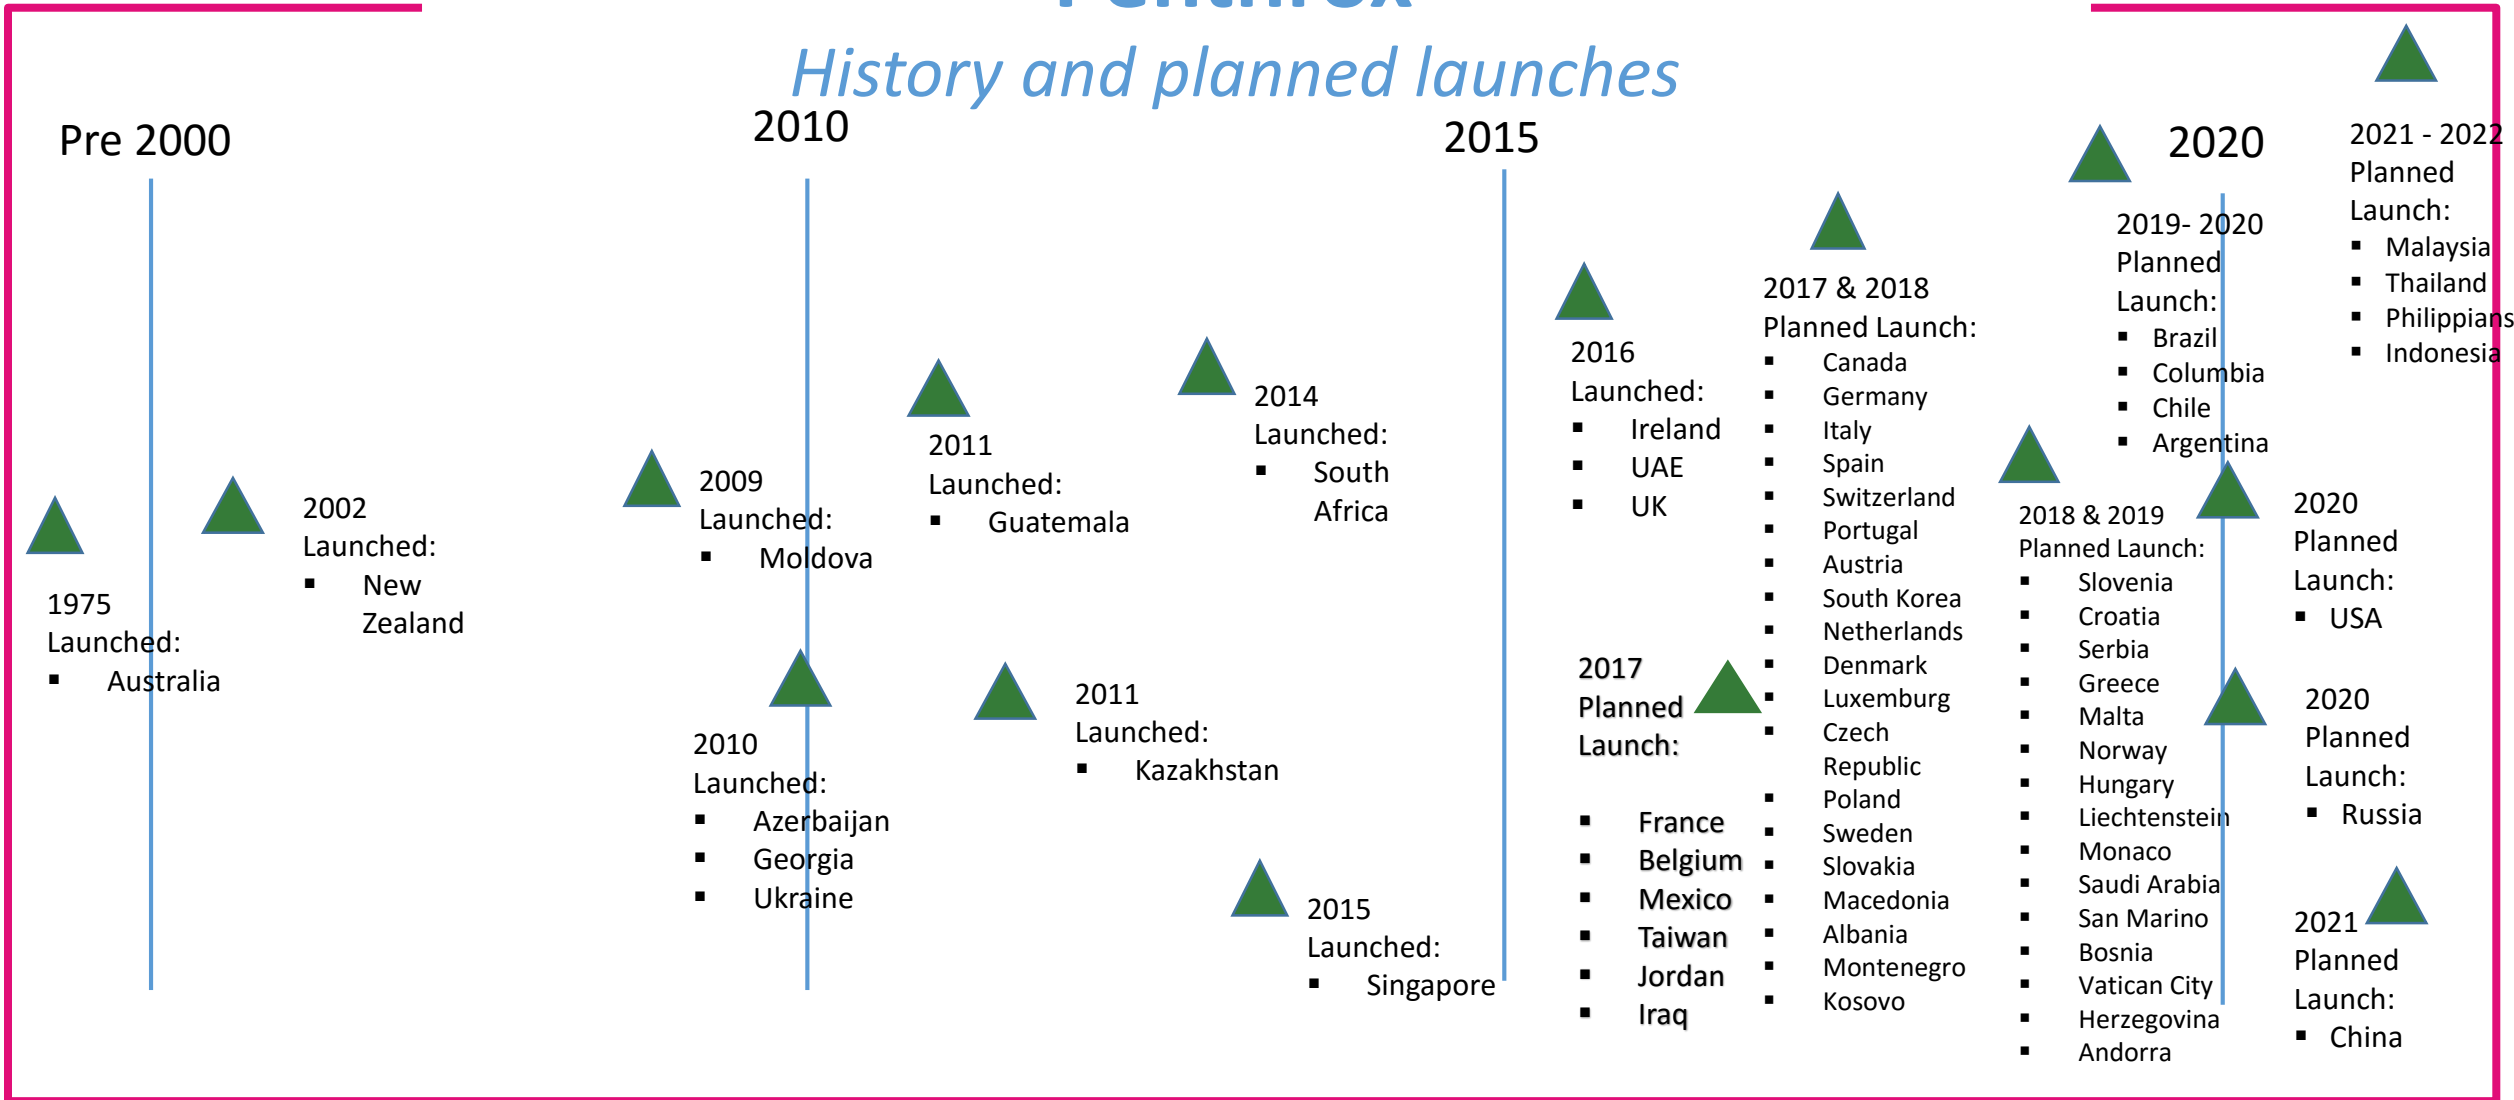 History and planned launches
Pre 2000
2010
2015
2020
1975
Launched:
▪ Australia
2002
Launched:
▪ New
Zealand
2009
Launched:
▪ Moldova
2010
Launched:
▪ Azerbaijan
▪ Georgia
▪ Ukraine
2011
Launched:
▪ Guatemala
2011
Launched:
▪ Kazakhstan
2014
Launched:
▪ South
Africa
2015
Launched:
▪ Singapore
2016
Launched:
▪ Ireland
▪ UAE
▪ UK
2017
Planned
Launch:
▪ France
▪ Belgium
▪ Mexico
▪ Taiwan
▪ Jordan
▪ Iraq
2017 & 2018
Planned Launch:
▪ Canada
▪ Germany
▪ Italy
▪ Spain
▪ Switzerland
▪ Portugal
▪ Austria
▪ South Korea
▪ Netherlands
▪ Denmark
▪ Luxemburg
▪ Czech
Republic
▪ Poland
▪ Sweden
▪ Slovakia
▪ Macedonia
▪ Albania
▪ Montenegro
▪ Kosovo
2018 & 2019
Planned Launch:
▪ Slovenia
▪ Croatia
▪ Serbia
▪ Greece
▪ Malta
▪ Norway
▪ Hungary
▪ Liechtenstein
▪ Monaco
▪ Saudi Arabia
▪ San Marino
▪ Bosnia
▪ Vatican City
▪ Herzegovina
▪ Andorra
2019- 2020
Planned
Launch:
▪ Brazil
▪ Columbia
▪ Chile
▪ Argentina
2020
Planned
Launch:
▪ USA
2020
Planned
Launch:
▪ Russia
2021
Planned
Launch:
▪ China
2021 - 2022
Planned
Launch:
▪ Malaysia
▪ Thailand
▪ Philippians
▪ Indonesia